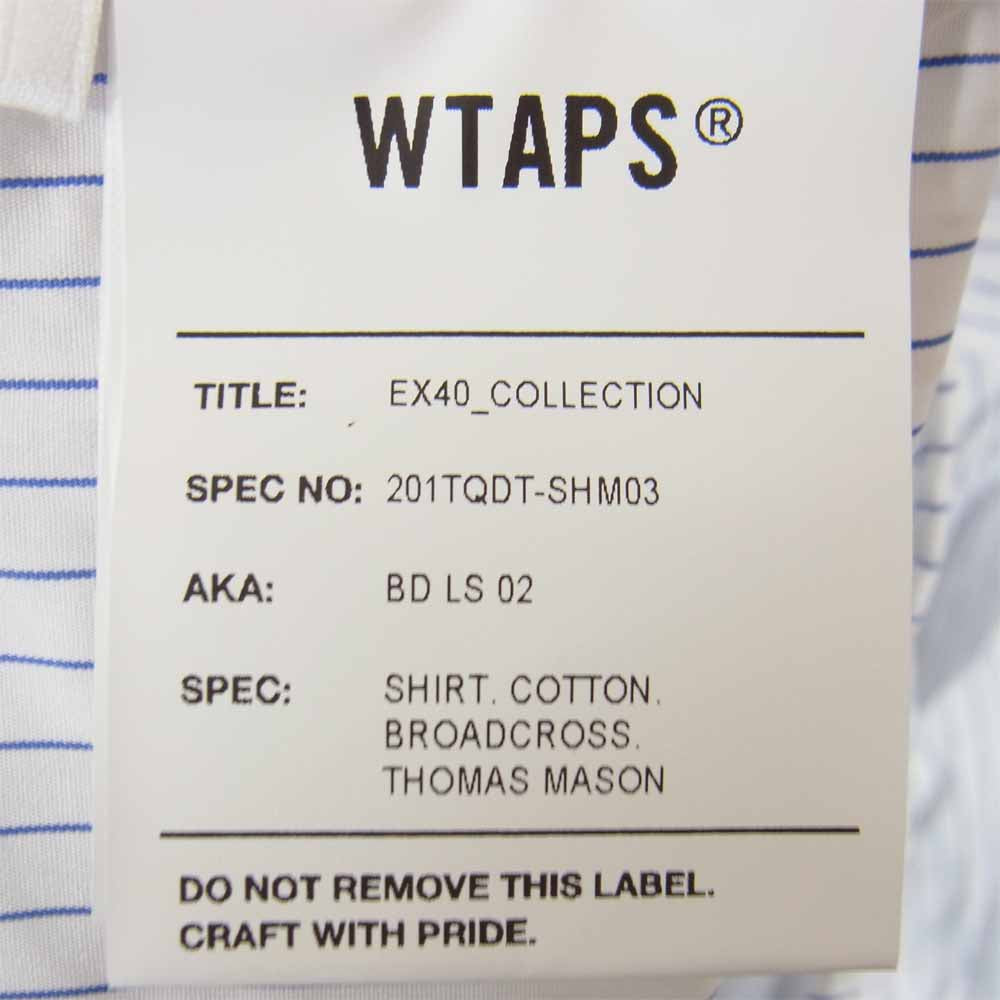 WTAPS®
TITLE: EX40_COLLECTION
SPEC NO: 201TQDT-SHM03
AKA: BD LS 02
SPEC: SHIRT. COTTON.
BROADCROSS.
THOMAS MASON
DO NOT REMOVE THIS LABEL.
CRAFT WITH PRIDE.